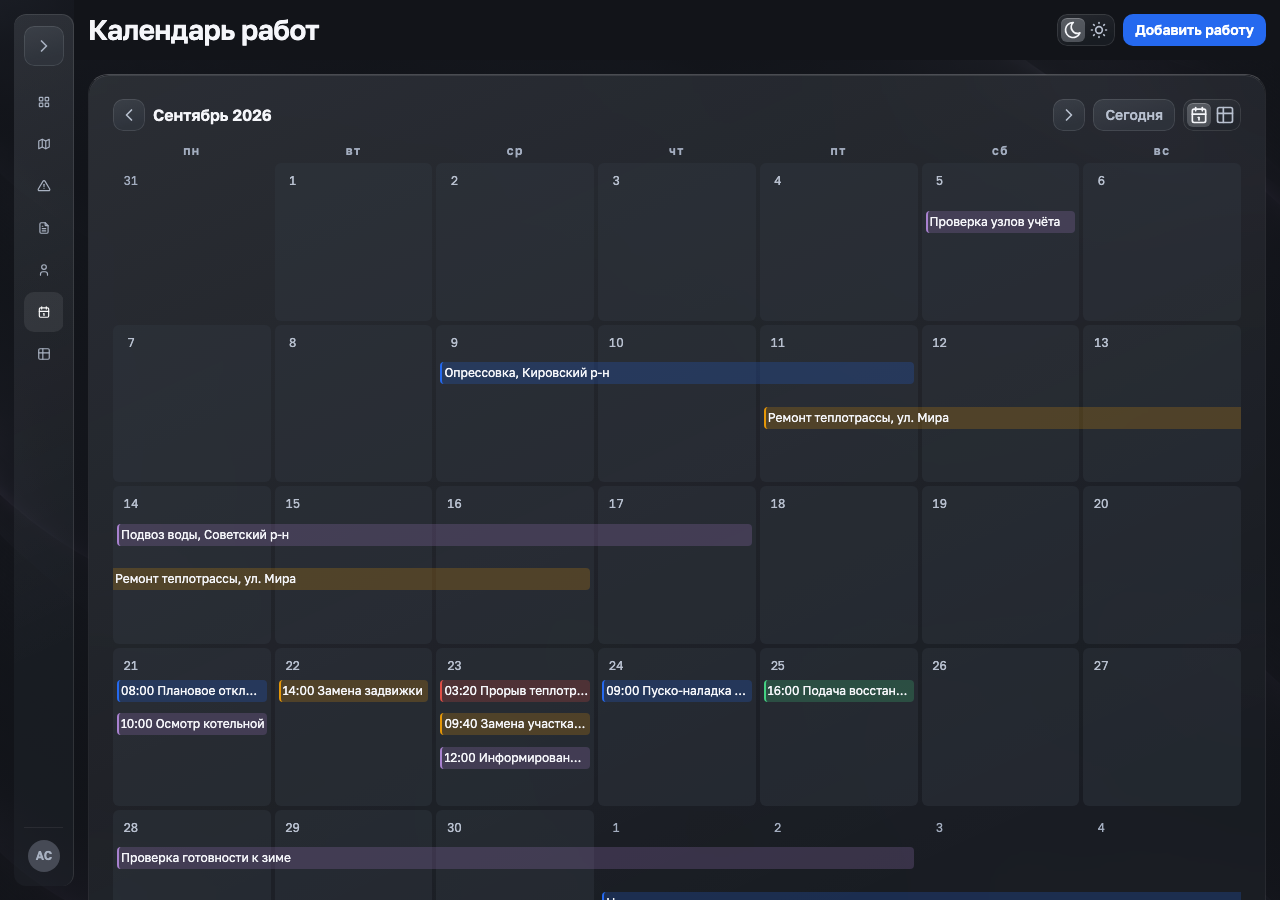 Календарь работ
Добавить работу
Сентябрь 2026
Сегодня
пн вт ср чт пт сб вс
31 1 2 3 4 5 6
Проверка узлов учёта
7 8 9 10 11 12 13
Опрессовка, Кировский р-н
Ремонт теплотрассы, ул. Мира
14 15 16 17 18 19 20
Подвоз воды, Советский р-н
Ремонт теплотрассы, ул. Мира
21 22 23 24 25 26 27
08:00 Плановое откл... 14:00 Замена задвижки 03:20 Прорыв теплотр... 09:00 Пуско-наладка ... 16:00 Подача восстан...
10:00 Осмотр котельной 09:40 Замена участка...
12:00 Информирован...
28 29 30 1 2 3 4
Проверка готовности к зиме
АС